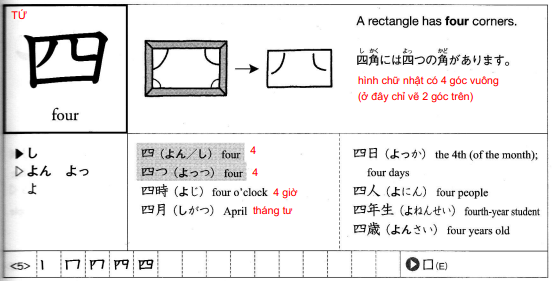 TỨ
四
four
A rectangle has four corners.
し かく よっ かど
四角には四つの角があります。
hình chữ nhật có 4 góc vuông
(ở đây chỉ vẽ 2 góc trên)
▶し
▷よん よっ
よ
四(よん/し) four 4
四つ(よっつ) four 4
四時(よじ) four o'clock 4 giờ
四月(しがつ) April tháng tư
四日(よっか) the 4th (of the month);
four days
四人(よにん) four people
四年生(よねんせい) fourth-year student
四歳(よんさい) four years old
<5>
四
口(E)